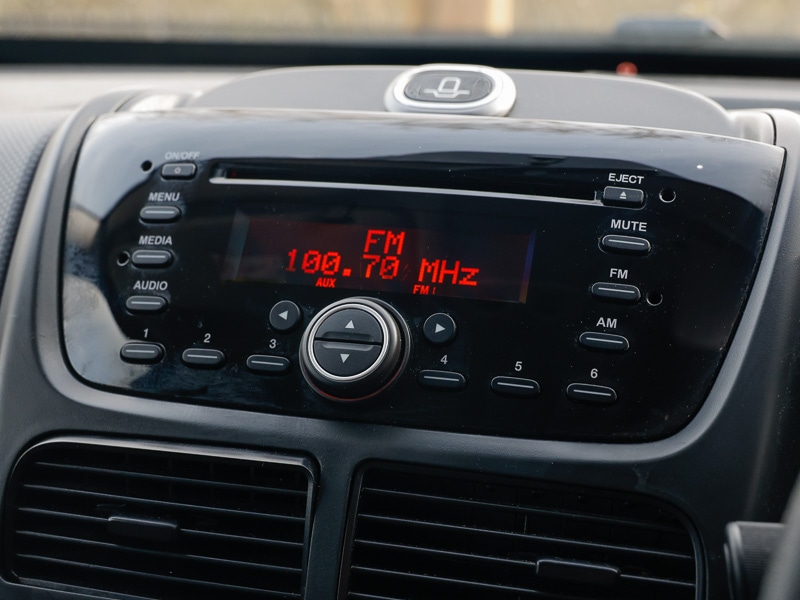 ON/OFF
EJECT
MENU
MUTE
MEDIA
FM
100.70 MHz
AUX FM 1
FM
AUDIO
AM
1 2 3 4 5 6